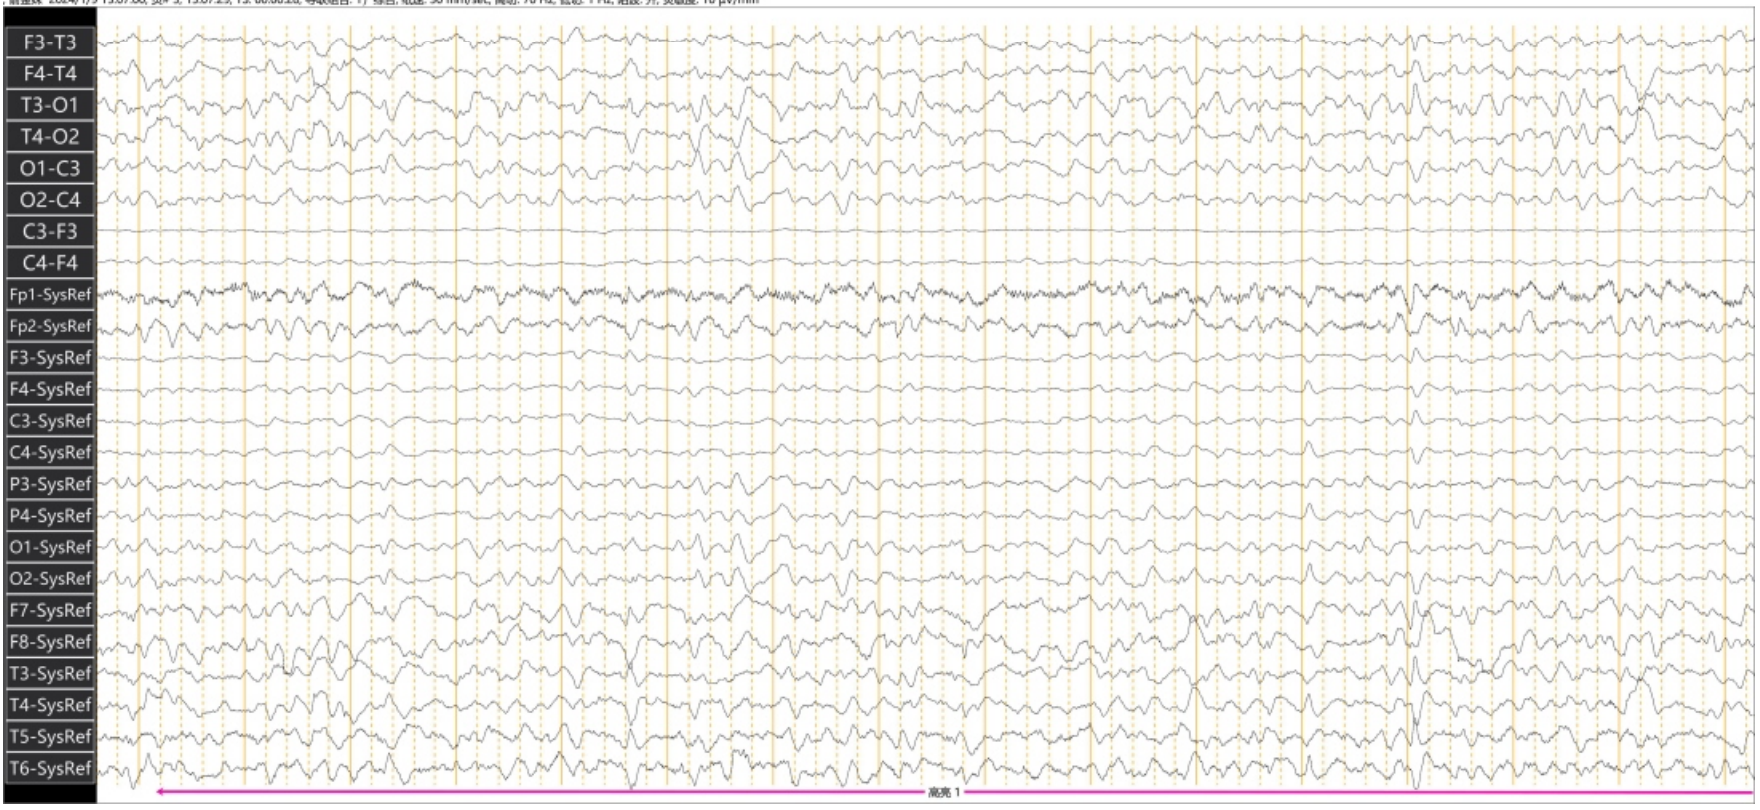 F3-T3
F4-T4
T3-O1
T4-O2
O1-C3
O2-C4
C3-F3
C4-F4
Fp1-SysRef
Fp2-SysRef
F3-SysRef
F4-SysRef
C3-SysRef
C4-SysRef
P3-SysRef
P4-SysRef
O1-SysRef
O2-SysRef
F7-SysRef
F8-SysRef
T3-SysRef
T4-SysRef
T5-SysRef
T6-SysRef
高亮 1